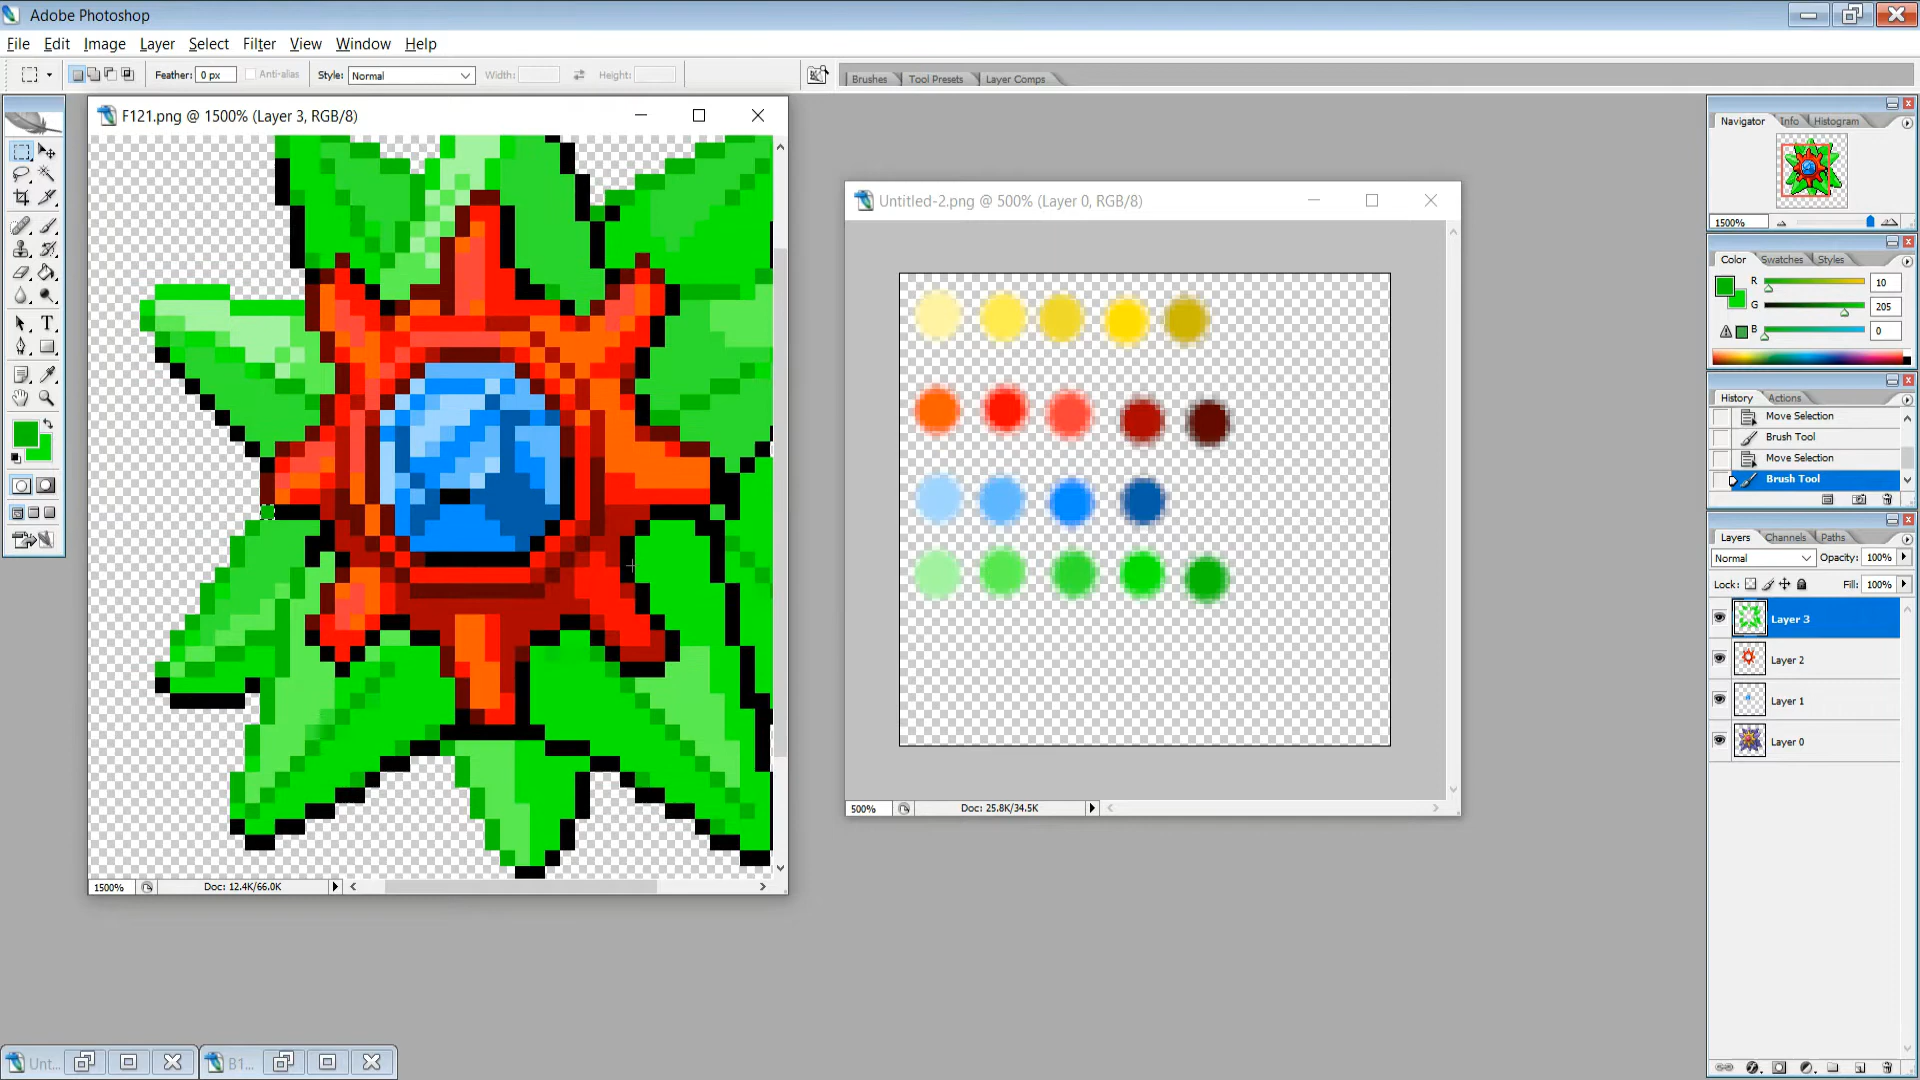 Adobe Photoshop
File Edit Image Layer Select Filter View Window Help
Feather: 0 px Anti-alias Style: Normal Width: Height: Brushes Tool Presets Layer Comps
F121.png @ 1500% (Layer 3, RGB/8)
1500% Doc: 12.4K/66.0K
Untitled-2.png @ 500% (Layer 0, RGB/8)
500% Doc: 25.8K/34.5K
Navigator Info Histogram
1500%
Color Swatches Styles
R 10
G 205
B 0
History Actions
Move Selection
Brush Tool
Move Selection
Brush Tool
Layers Channels Paths
Normal Opacity: 100%
Lock: Fill: 100%
Layer 3
Layer 2
Layer 1
Layer 0
Unt... B1...